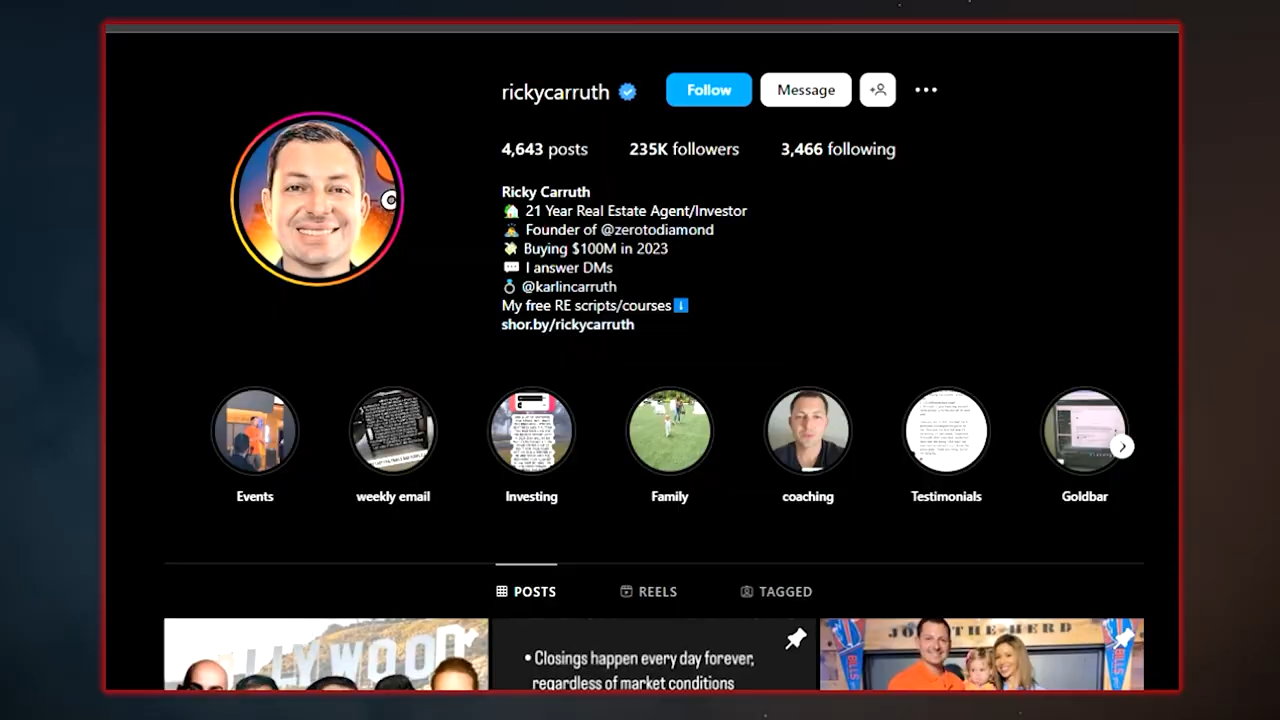 rickycarruth
Follow
Message
4,643 posts
235K followers
3,466 following
Ricky Carruth
21 Year Real Estate Agent/Investor
Founder of @zerotodiamond
Buying $100M in 2023
I answer DMs
@karlincarruth
My free RE scripts/courses
shor.by/rickycarruth
Events
weekly email
Investing
Family
coaching
Testimonials
Goldbar
POSTS
REELS
TAGGED
LLYWOOD
• Closings happen every day forever,
regardless of market conditions
THE HERD
BILLS